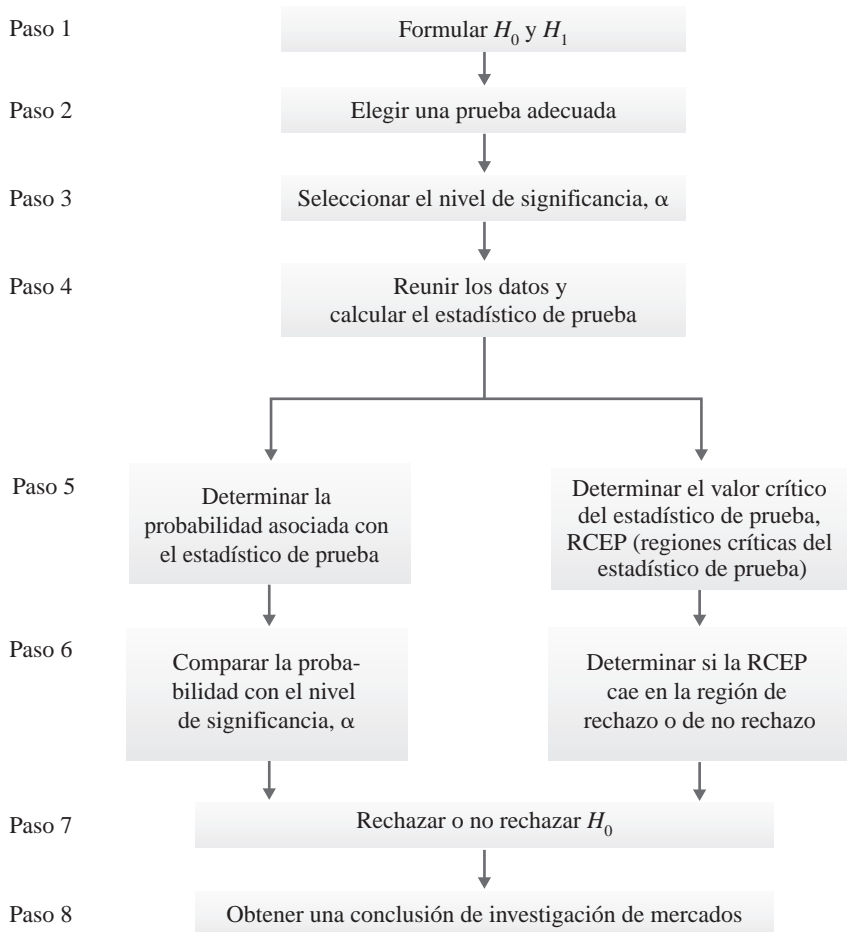 Paso 1
Formular H0 y H1
Paso 2
Elegir una prueba adecuada
Paso 3
Seleccionar el nivel de significancia, α
Paso 4
Reunir los datos y
calcular el estadístico de prueba
Paso 5
Determinar la
probabilidad asociada con
el estadístico de prueba
Determinar el valor crítico
del estadístico de prueba,
RCEP (regiones críticas del
estadístico de prueba)
Paso 6
Comparar la proba-
bilidad con el nivel
de significancia, α
Determinar si la RCEP
cae en la región de
rechazo o de no rechazo
Paso 7
Rechazar o no rechazar H0
Paso 8
Obtener una conclusión de investigación de mercados